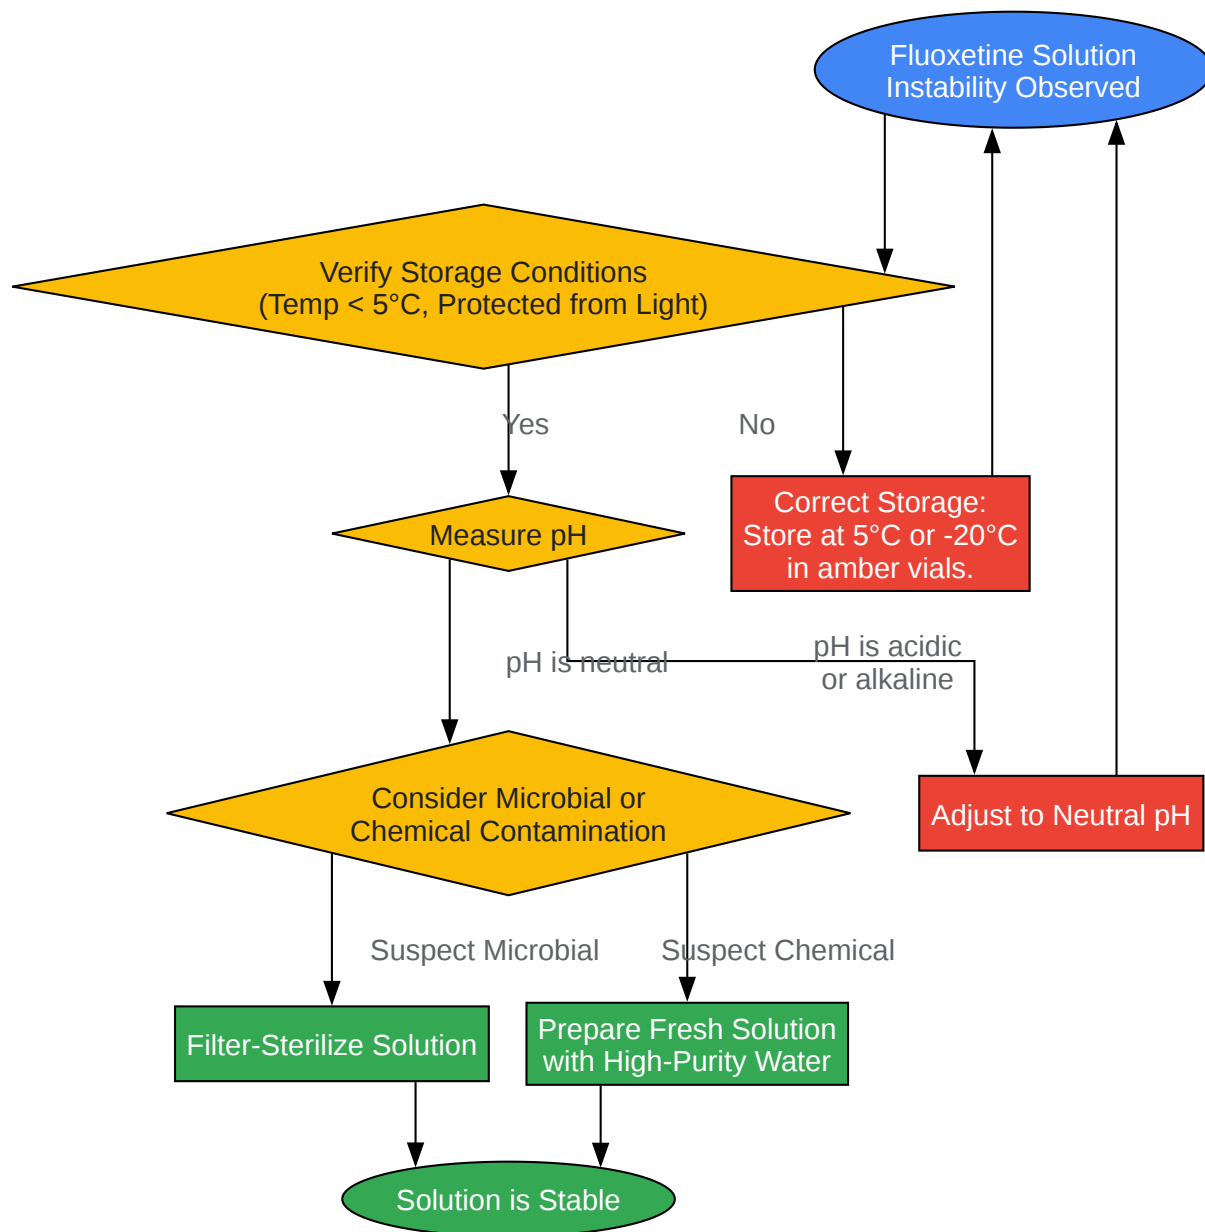 Fluoxetine Solution
Instability Observed
Verify Storage Conditions
(Temp < 5°C, Protected from Light)
Yes
No
Correct Storage:
Store at 5°C or -20°C
in amber vials.
Measure pH
pH is neutral
pH is acidic
or alkaline
Consider Microbial or
Chemical Contamination
Adjust to Neutral pH
Suspect Microbial
Suspect Chemical
Filter-Sterilize Solution
Prepare Fresh Solution
with High-Purity Water
Solution is Stable